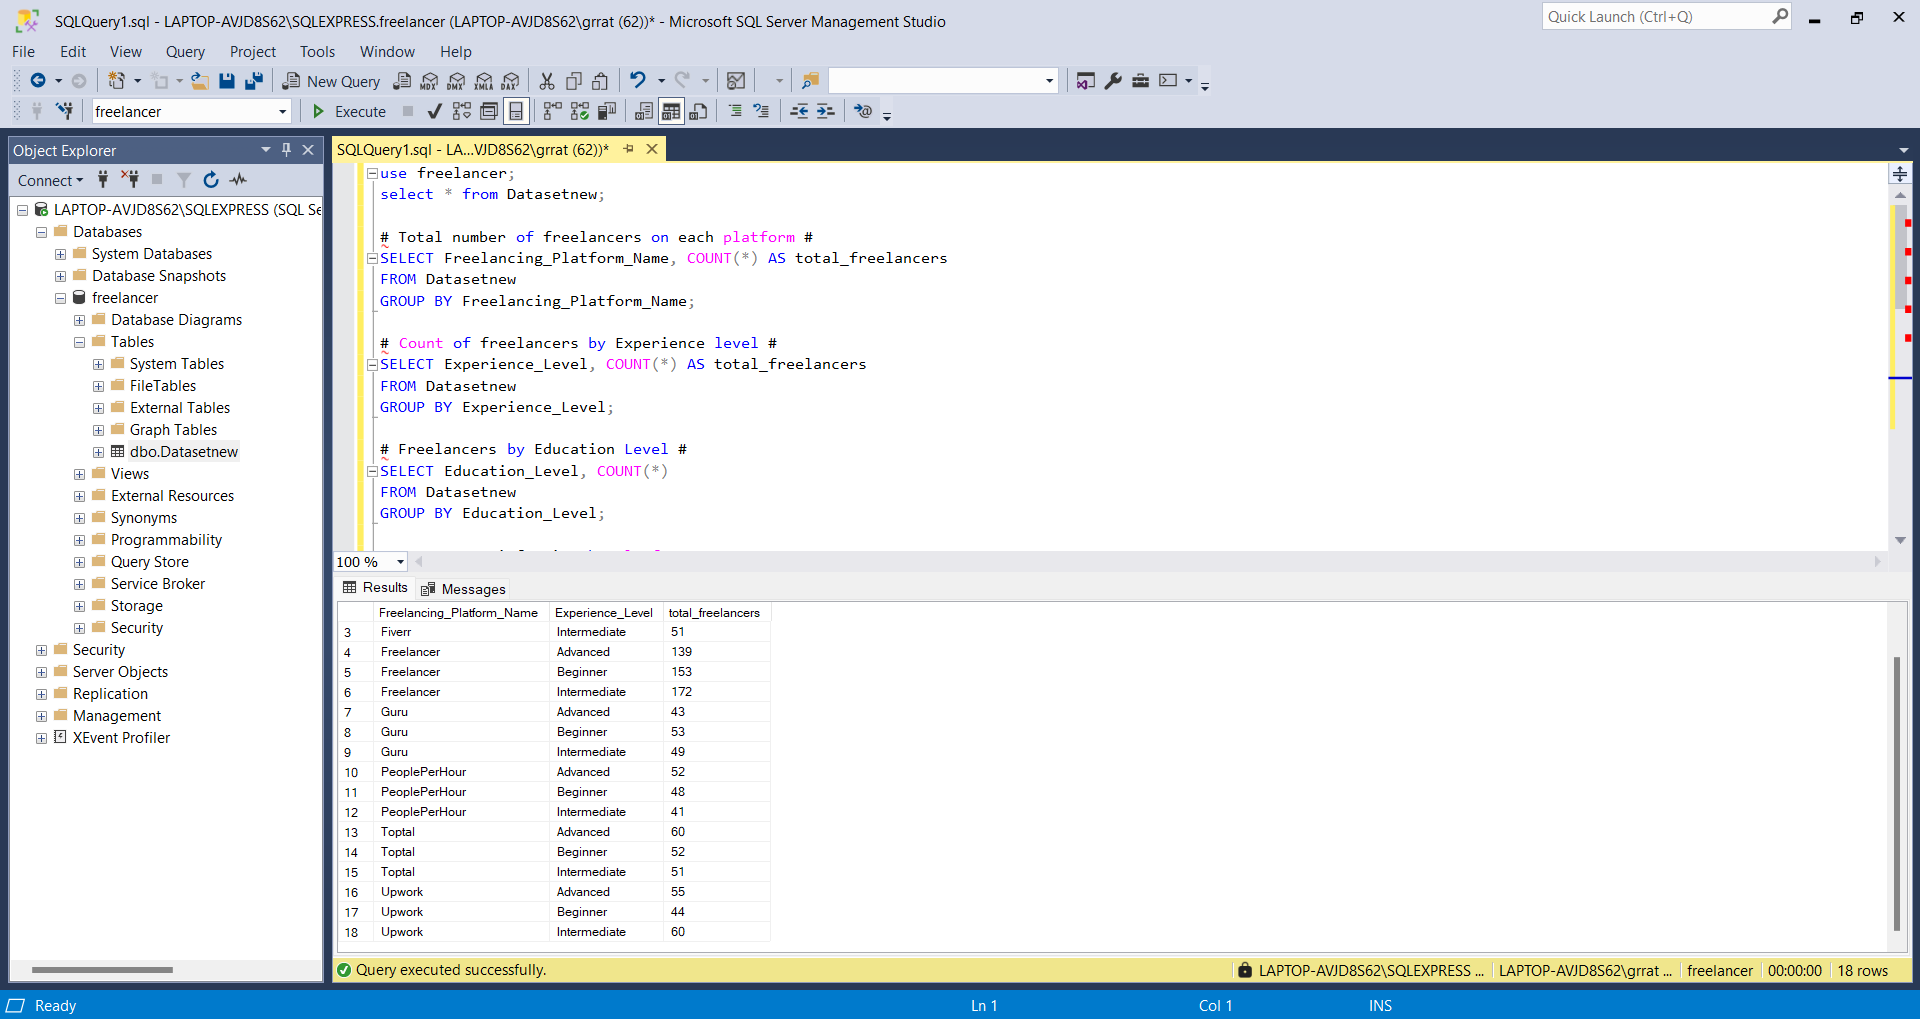 SQLQuery1.sql - LAPTOP-AVJD8S62\SQLEXPRESS.freelancer (LAPTOP-AVJD8S62\grrat (62))* - Microsoft SQL Server Management Studio
Quick Launch (Ctrl+Q)
File Edit View Query Project Tools Window Help
New Query MDX DMX XMLA DAX
freelancer Execute
Object Explorer
Connect
LAPTOP-AVJD8S62\SQLEXPRESS (SQL Se
Databases
System Databases
Database Snapshots
freelancer
Database Diagrams
Tables
System Tables
FileTables
External Tables
Graph Tables
dbo.Datasetnew
Views
External Resources
Synonyms
Programmability
Query Store
Service Broker
Storage
Security
Security
Server Objects
Replication
Management
XEvent Profiler
SQLQuery1.sql - LA...VJD8S62\grrat (62))*
use freelancer;
select * from Datasetnew;
# Total number of freelancers on each platform #
SELECT Freelancing_Platform_Name, COUNT(*) AS total_freelancers
FROM Datasetnew
GROUP BY Freelancing_Platform_Name;
# Count of freelancers by Experience level #
SELECT Experience_Level, COUNT(*) AS total_freelancers
FROM Datasetnew
GROUP BY Experience_Level;
# Freelancers by Education Level #
SELECT Education_Level, COUNT(*)
FROM Datasetnew
GROUP BY Education_Level;
100 %
Results Messages
Freelancing_Platform_Name Experience_Level total_freelancers
3 Fiverr Intermediate 51
4 Freelancer Advanced 139
5 Freelancer Beginner 153
6 Freelancer Intermediate 172
7 Guru Advanced 43
8 Guru Beginner 53
9 Guru Intermediate 49
10 PeoplePerHour Advanced 52
11 PeoplePerHour Beginner 48
12 PeoplePerHour Intermediate 41
13 Toptal Advanced 60
14 Toptal Beginner 52
15 Toptal Intermediate 51
16 Upwork Advanced 55
17 Upwork Beginner 44
18 Upwork Intermediate 60
Query executed successfully. LAPTOP-AVJD8S62\SQLEXPRESS ... LAPTOP-AVJD8S62\grrat ... freelancer 00:00:00 18 rows
Ready Ln 1 Col 1 INS